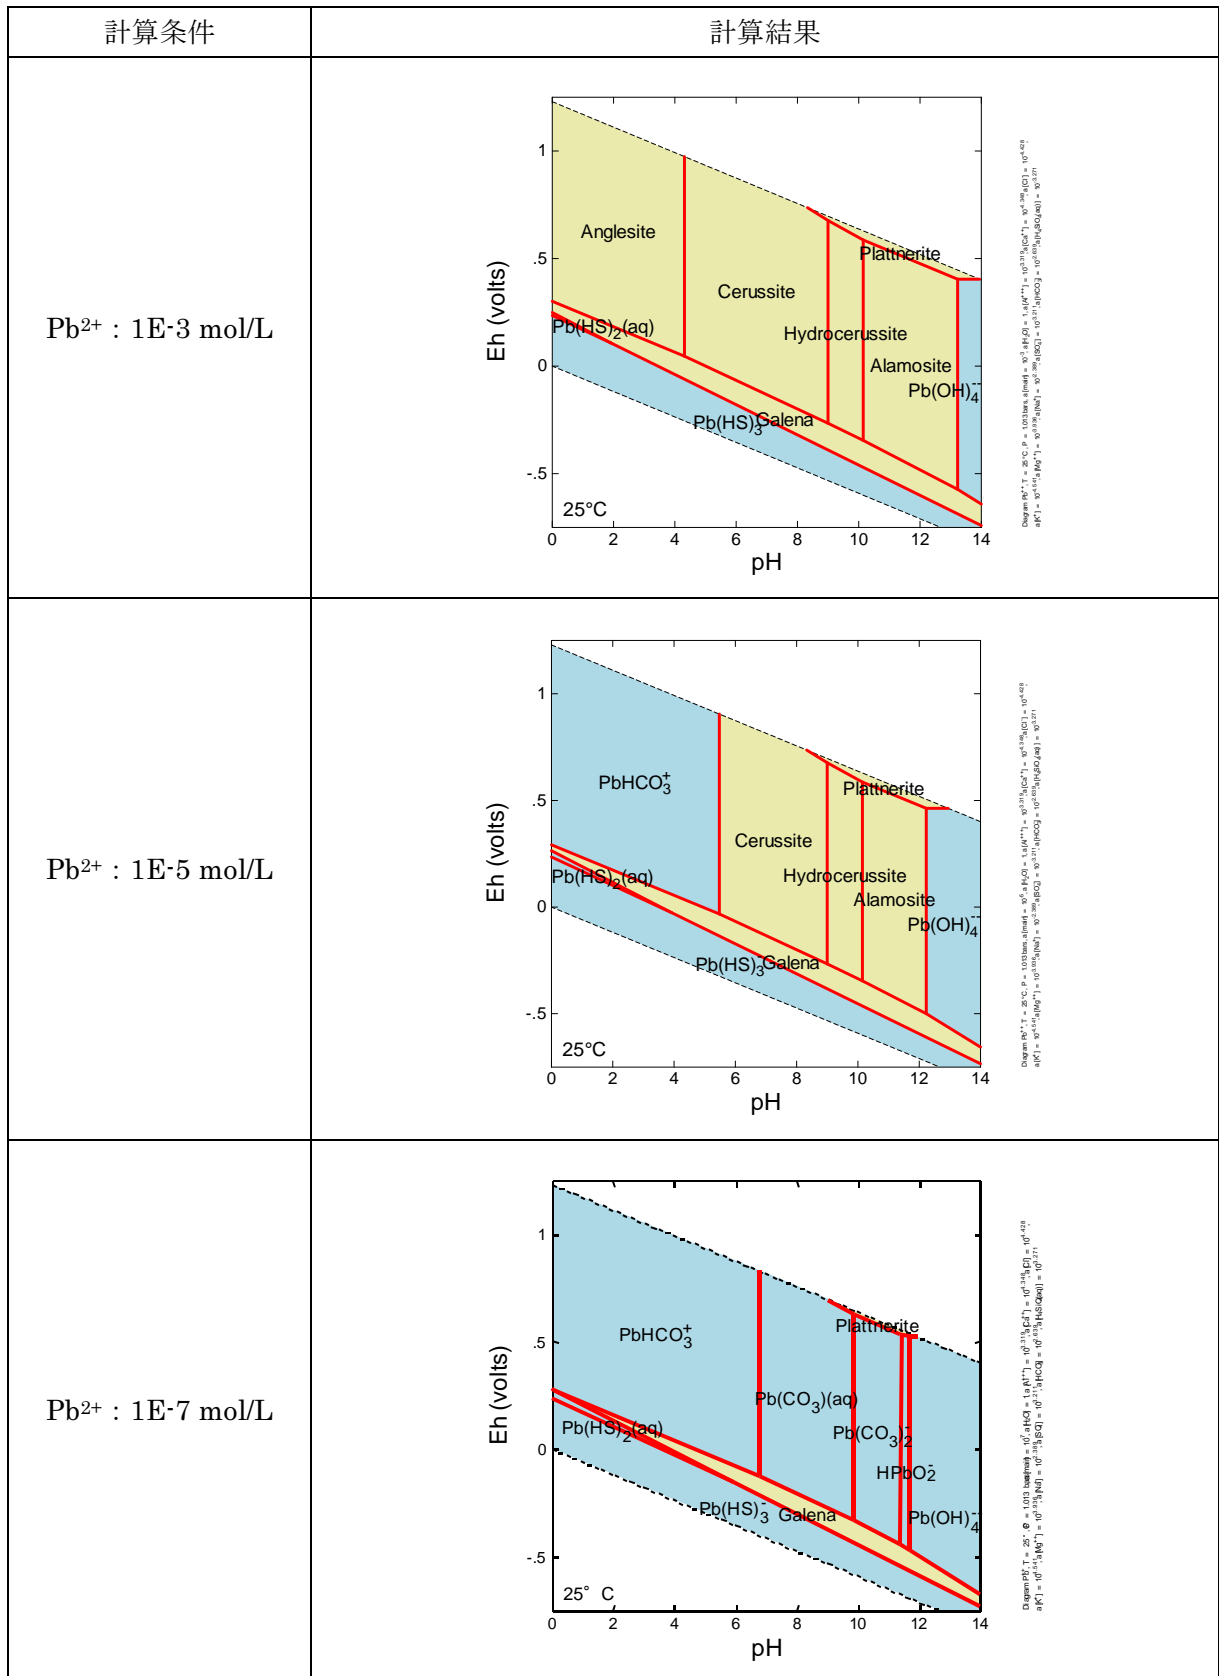 計算条件
計算結果
Pb²⁺ : 1E-3 mol/L
Eh (volts)
1
.5
0
-.5
Anglesite
Plattnerite
Cerussite
Pb(HS)₂(aq)
Hydrocerussite
Alamosite
Pb(OH)₄⁻⁻
Pb(HS)₃⁻
Galena
25°C
0 2 4 6 8 10 12 14
pH
Pb²⁺ : 1E-5 mol/L
Eh (volts)
1
.5
0
-.5
PbHCO₃⁺
Plattnerite
Cerussite
Pb(HS)₂(aq)
Hydrocerussite
Alamosite
Pb(OH)₄⁻⁻
Pb(HS)₃⁻
Galena
25°C
0 2 4 6 8 10 12 14
pH
Pb²⁺ : 1E-7 mol/L
Eh (volts)
1
.5
0
-.5
PbHCO₃⁺
Plattnerite
Pb(CO₃)(aq)
Pb(HS)₂(aq)
Pb(CO₃)₂⁻
HPbO₂⁻
Pb(HS)₃⁻
Galena
Pb(OH)₄⁻⁻
25° C
0 2 4 6 8 10 12 14
pH